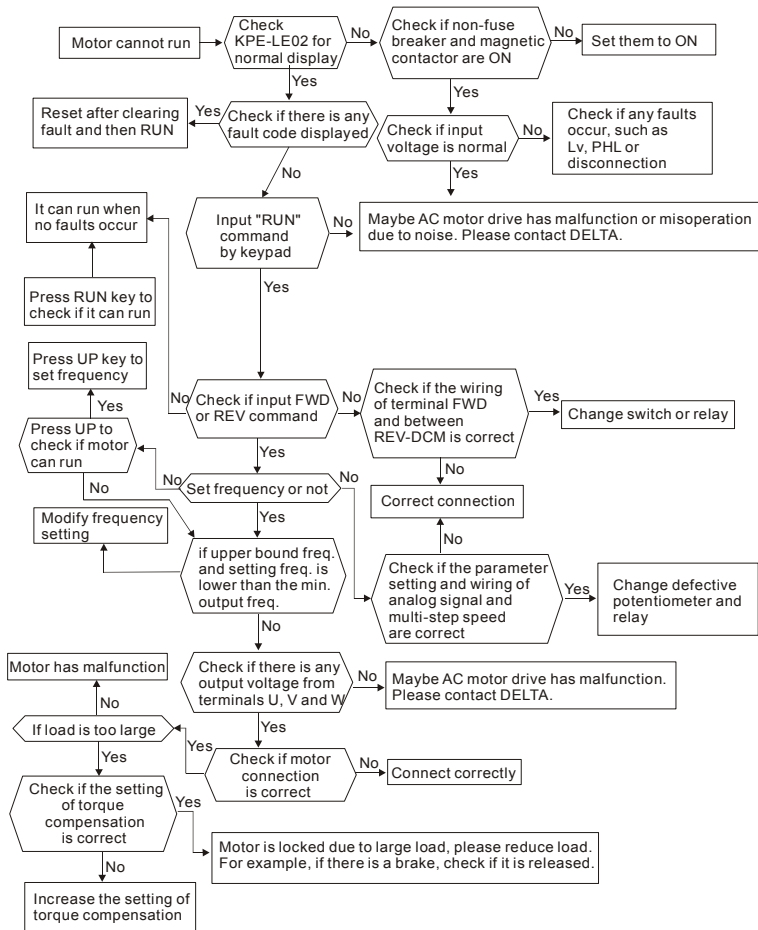 Motor cannot run
Check
KPE-LE02 for
normal display
No
Check if non-fuse
breaker and magnetic
contactor are ON
No
Set them to ON
Yes
Yes
Reset after clearing
fault and then RUN
Yes
Check if there is any
fault code displayed
Check if input
voltage is normal
No
Check if any faults
occur, such as
Lv, PHL or
disconnection
No
Yes
It can run when
no faults occur
Input "RUN"
command
by keypad
No
Maybe AC motor drive has malfunction or misoperation
due to noise. Please contact DELTA.
Press RUN key to
check if it can run
Yes
Press UP key to
set frequency
No
Check if input FWD
or REV command
No
Check if the wiring
of terminal FWD
and between
REV-DCM is correct
Yes
Change switch or relay
Yes
Press UP to
check if motor
can run
Yes
No
No
Set frequency or not
No
No
Correct connection
Modify frequency
setting
Yes
No
if upper bound freq.
and setting freq. is
lower than the min.
output freq.
Check if the parameter
setting and wiring of
analog signal and
multi-step speed
are correct
Yes
Change defective
potentiometer and
relay
No
Motor has malfunction
Check if there is any
output voltage from
terminals U, V and W
No
Maybe AC motor drive has malfunction.
Please contact DELTA.
No
If load is too large
Yes
Yes
Yes
Check if motor
connection
is correct
No
Connect correctly
Check if the setting
of torque
compensation
is correct
Yes
Motor is locked due to large load, please reduce load.
For example, if there is a brake, check if it is released.
No
Increase the setting of
torque compensation